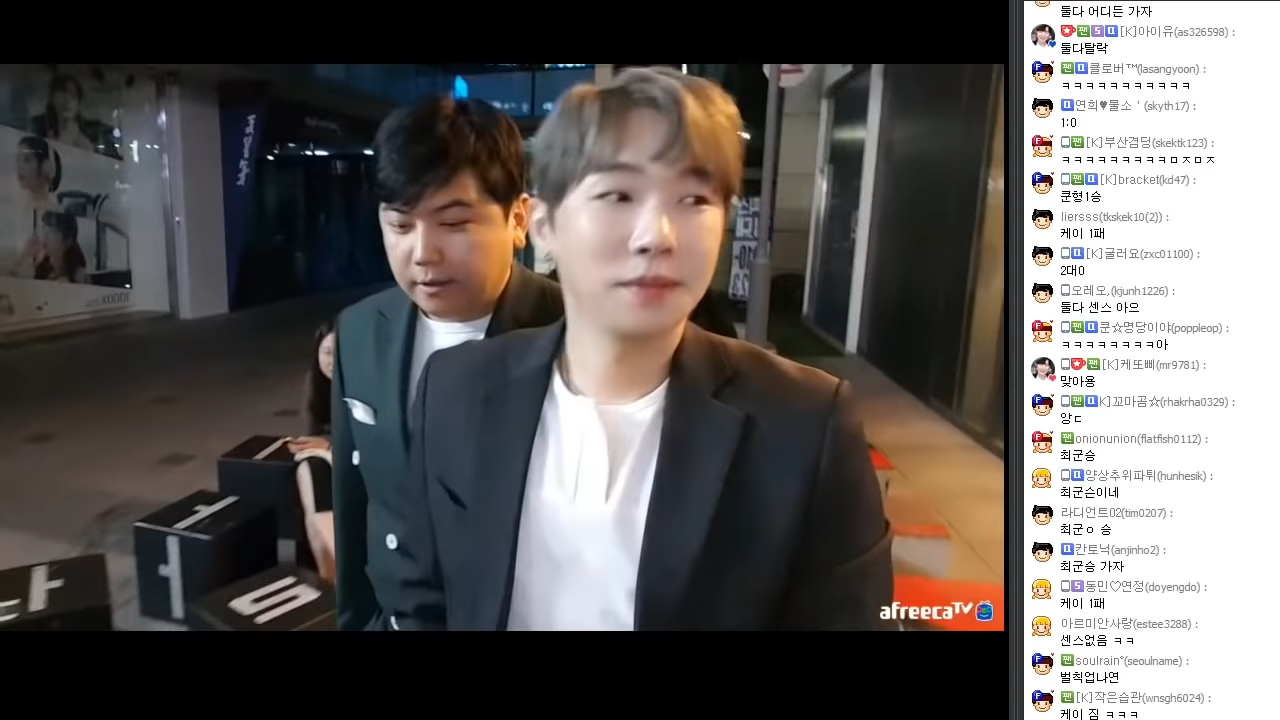 afreecaTV
둘다 어디든 가자
[K]아이유(as326598) :
둘다탈락
클로버™(lasangyoon) :
ㅋㅋㅋㅋㅋㅋㅋㅋㅋㅋㅋ
연희♥물소 ' (skyth17) :
1:0
[K]부산겸덩(skektk123) :
ㅋㅋㅋㅋㅋㅋㅋㅋㅋㅁㅈㅁㅈ
[K]bracket(kd47) :
쿤형1승
liersss(tkskek10(2)) :
케이 1패
[K]굴러요(zxc01100) :
2대0
오레오,(kjunh1226) :
둘다 센스 아으
쿤☆명당이야(poppleop) :
ㅋㅋㅋㅋㅋㅋㅋㅋ아
[K]케또삐(mr9781) :
맞아용
K]꼬마곰☆(rhakrha0329) :
앙ㄷ
onionunion(flatfish0112) :
최군승
양상추위파튀(hunhesik) :
최군슨이네
라디언트02(tim0207) :
최군ㅇ 승
칸토닉(anjinho2) :
최군승 가자
동민♡연정(doyengdo) :
케이 1패
아르미안사랑(estee3288) :
센스없음 ㅋㅋ
soulrain°(seoulname) :
벌칙업나연
[K]작은습관(wnsgh6024) :
케이 짐 ㅋㅋㅋ